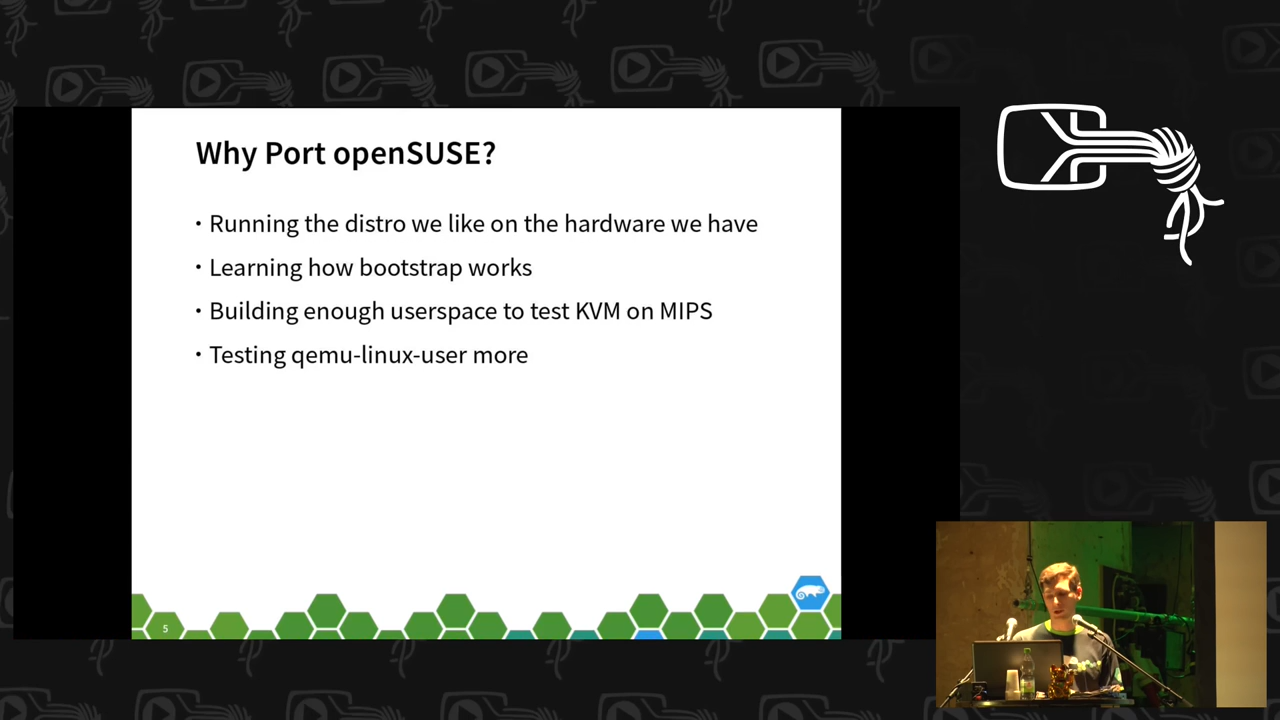 Why Port openSUSE?
• Running the distro we like on the hardware we have
• Learning how bootstrap works
• Building enough userspace to test KVM on MIPS
• Testing qemu-linux-user more
5